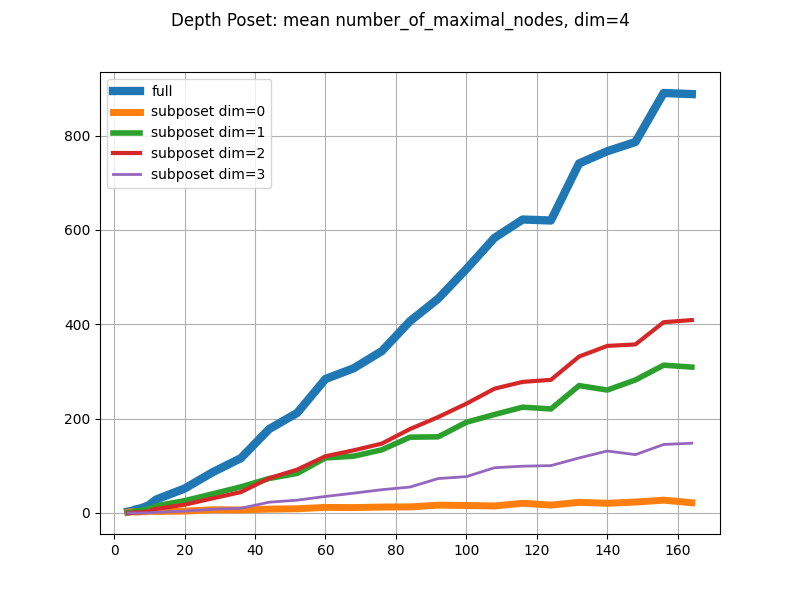 Depth Poset: mean number_of_maximal_nodes, dim=4
full
subposet dim=0
subposet dim=1
subposet dim=2
subposet dim=3
800
600
400
200
0
0 20 40 60 80 100 120 140 160